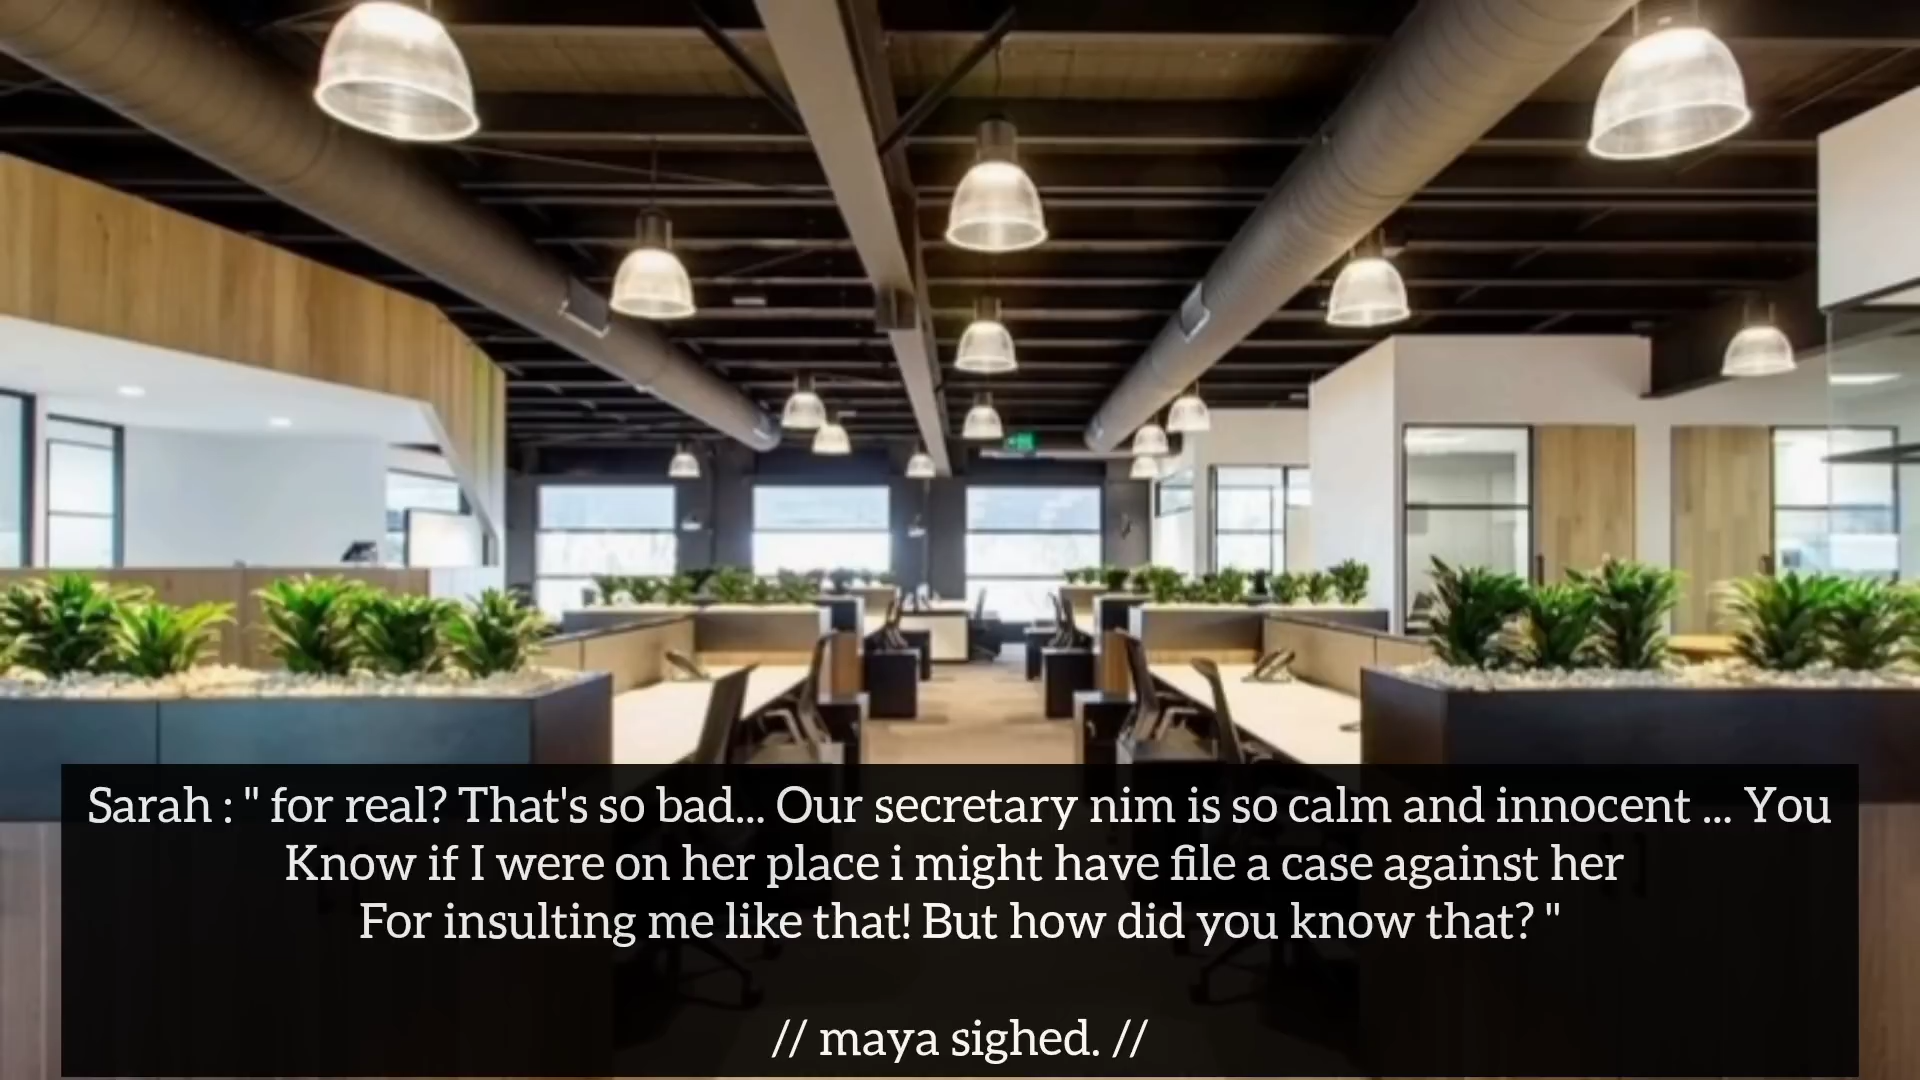 Sarah : " for real? That's so bad... Our secretary nim is so calm and innocent ... You
Know if I were on her place i might have file a case against her
For insulting me like that! But how did you know that? "
// maya sighed. //